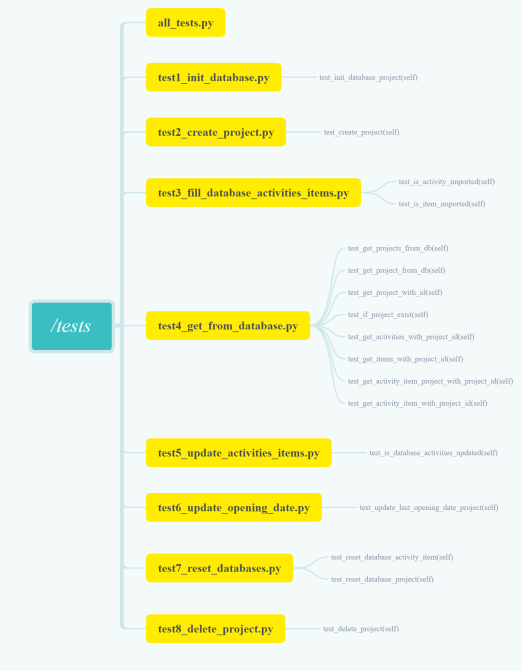 /tests
all_tests.py
test1_init_database.py
test_init_database_project(self)
test2_create_project.py
test_create_project(self)
test3_fill_database_activities_items.py
test_is_activity_imported(self)
test_is_item_imported(self)
test4_get_from_database.py
test_get_projects_from_db(self)
test_get_project_from_db(self)
test_get_project_with_id(self)
test_if_project_exist(self)
test_get_activities_with_project_id(self)
test_get_items_with_project_id(self)
test_get_activity_item_project_with_project_id(self)
test_get_activity_item_with_project_id(self)
test5_update_activities_items.py
test_is_database_activities_updated(self)
test6_update_opening_date.py
test_update_last_opening_date_project(self)
test7_reset_databases.py
test_reset_database_activity_item(self)
test_reset_database_project(self)
test8_delete_project.py
test_delete_project(self)